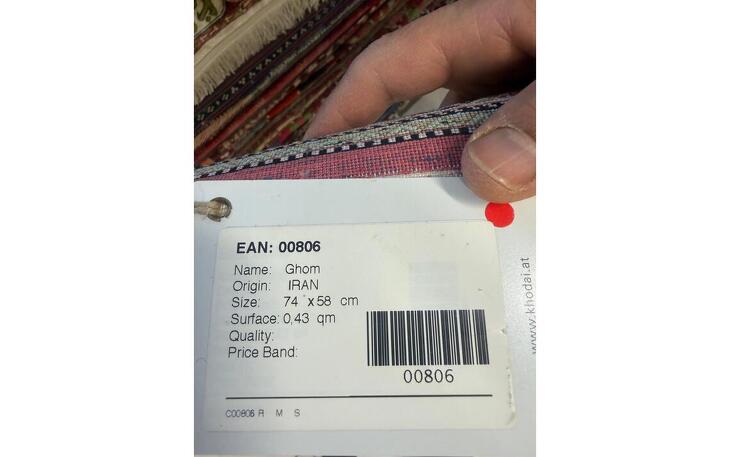 EAN: 00806
Name: Ghom
Origin: IRAN
Size: 74 x 58 cm
Surface: 0,43 qm
Quality:
Price Band:
00806
C00806 R M S
www.khodai.at